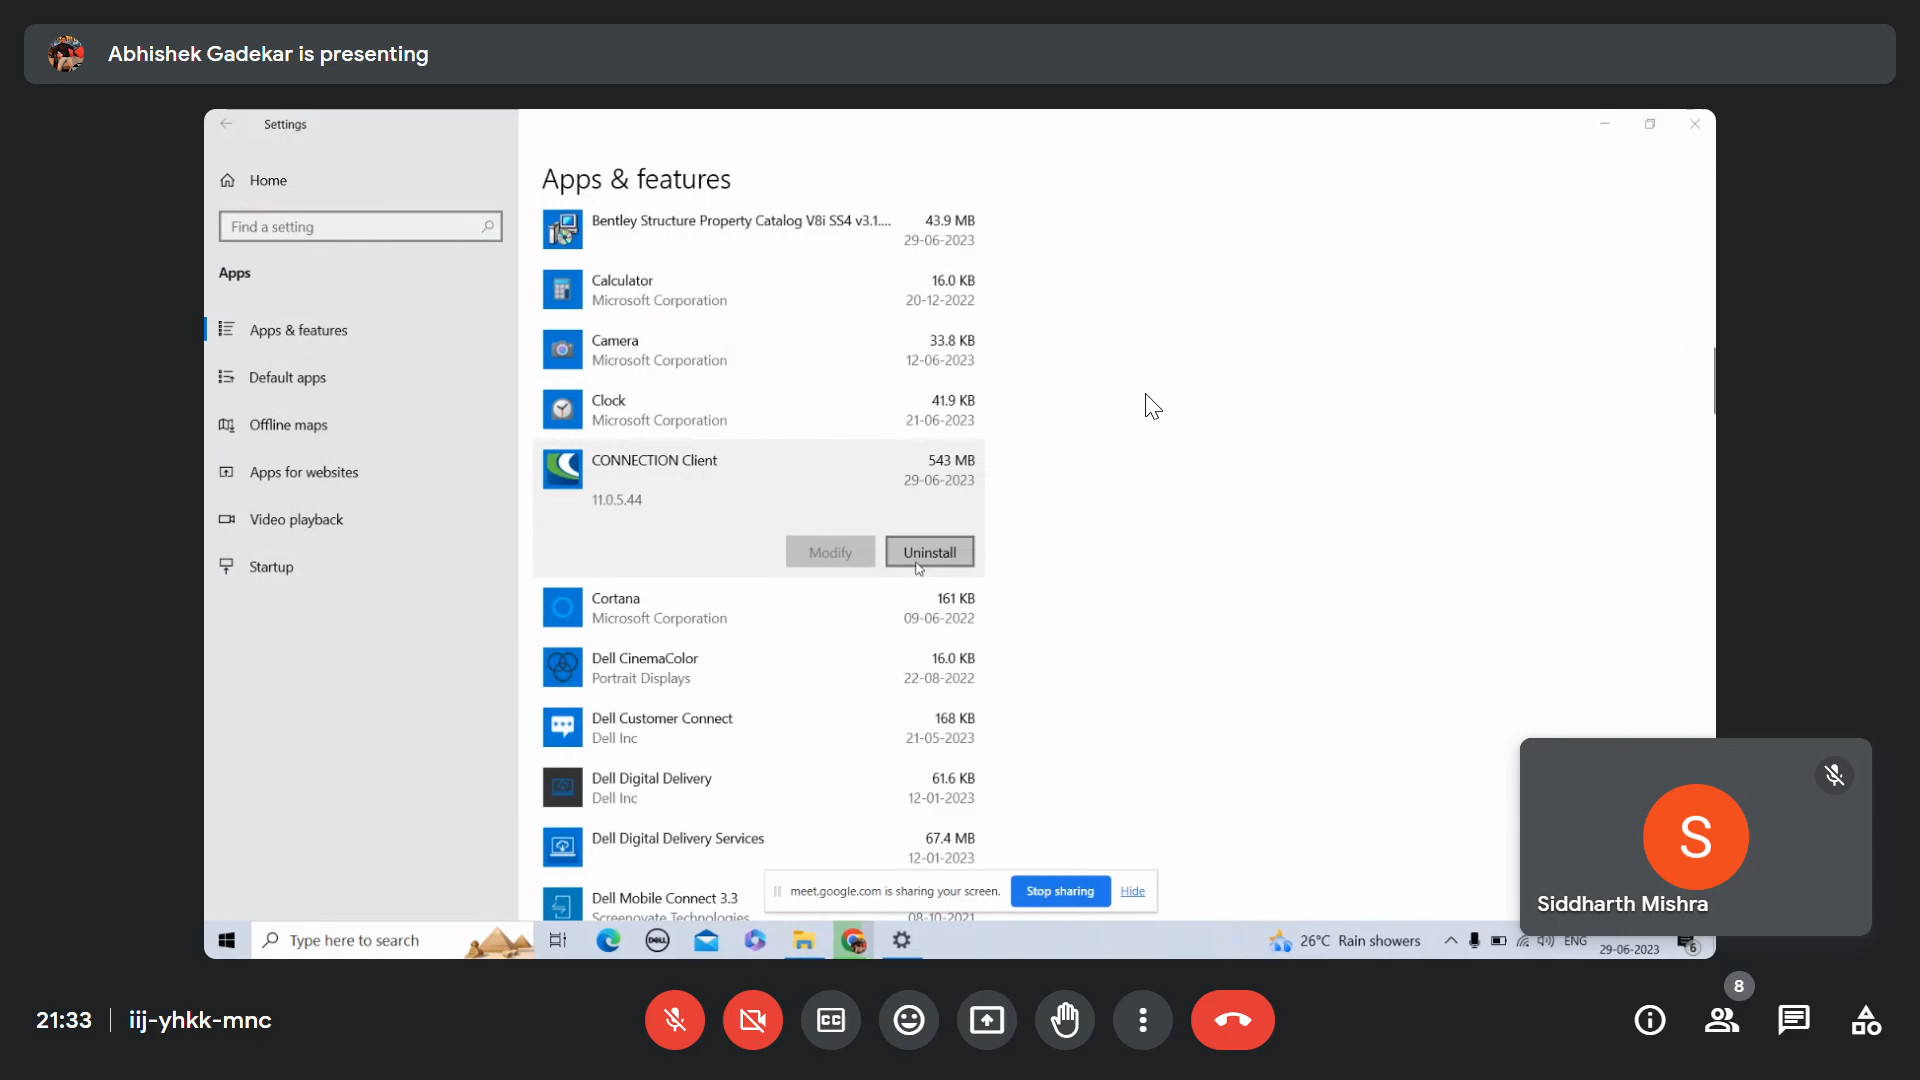 Abhishek Gadekar is presenting
Settings
Home
Find a setting
Apps
Apps & features
Default apps
Offline maps
Apps for websites
Video playback
Startup
Apps & features
Bentley Structure Property Catalog V8i SS4 v3.1.... 43.9 MB
29-06-2023
Calculator 16.0 KB
Microsoft Corporation 20-12-2022
Camera 33.8 KB
Microsoft Corporation 12-06-2023
Clock 41.9 KB
Microsoft Corporation 21-06-2023
CONNECTION Client 543 MB
29-06-2023
11.0.5.44
Modify Uninstall
Cortana 161 KB
Microsoft Corporation 09-06-2022
Dell CinemaColor 16.0 KB
Portrait Displays 22-08-2022
Dell Customer Connect 168 KB
Dell Inc 21-05-2023
Dell Digital Delivery 61.6 KB
Dell Inc 12-01-2023
Dell Digital Delivery Services 67.4 MB
12-01-2023
Dell Mobile Connect 3.3
Screenovate Technologies 08-10-2021
meet.google.com is sharing your screen. Stop sharing Hide
S
Siddharth Mishra
Type here to search
DELL
26°C Rain showers
ENG
29-06-2023
6
21:33 | iij-yhkk-mnc
CC
8